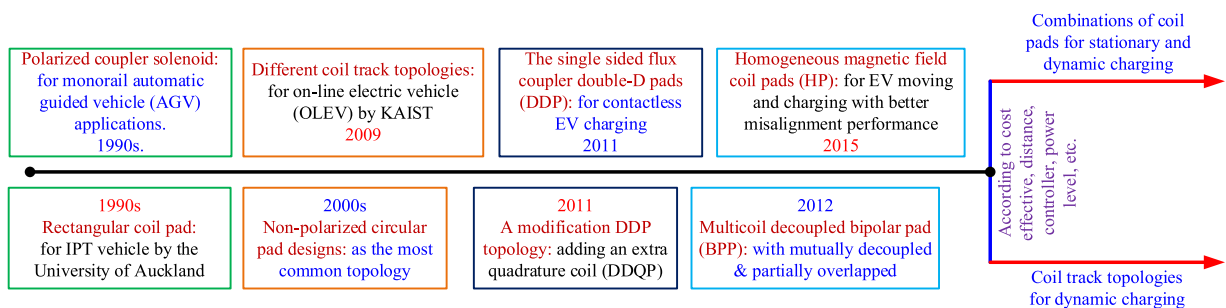 Polarized coupler solenoid:
for monorail automatic
guided vehicle (AGV)
applications.
1990s.
Different coil track topologies:
for on-line electric vehicle
(OLEV) by KAIST
2009
The single sided flux
coupler double-D pads
(DDP): for contactless
EV charging
2011
Homogeneous magnetic field
coil pads (HP): for EV moving
and charging with better
misalignment performance
2015
1990s
Rectangular coil pad:
for IPT vehicle by the
University of Auckland
2000s
Non-polarized circular
pad designs: as the most
common topology
2011
A modification DDP
topology: adding an extra
quadrature coil (DDQP)
2012
Multicoil decoupled bipolar pad
(BPP): with mutually decoupled
& partially overlapped
Combinations of coil
pads for stationary and
dynamic charging
According to cost
effective, distance,
controller, power
level, etc.
Coil track topologies
for dynamic charging